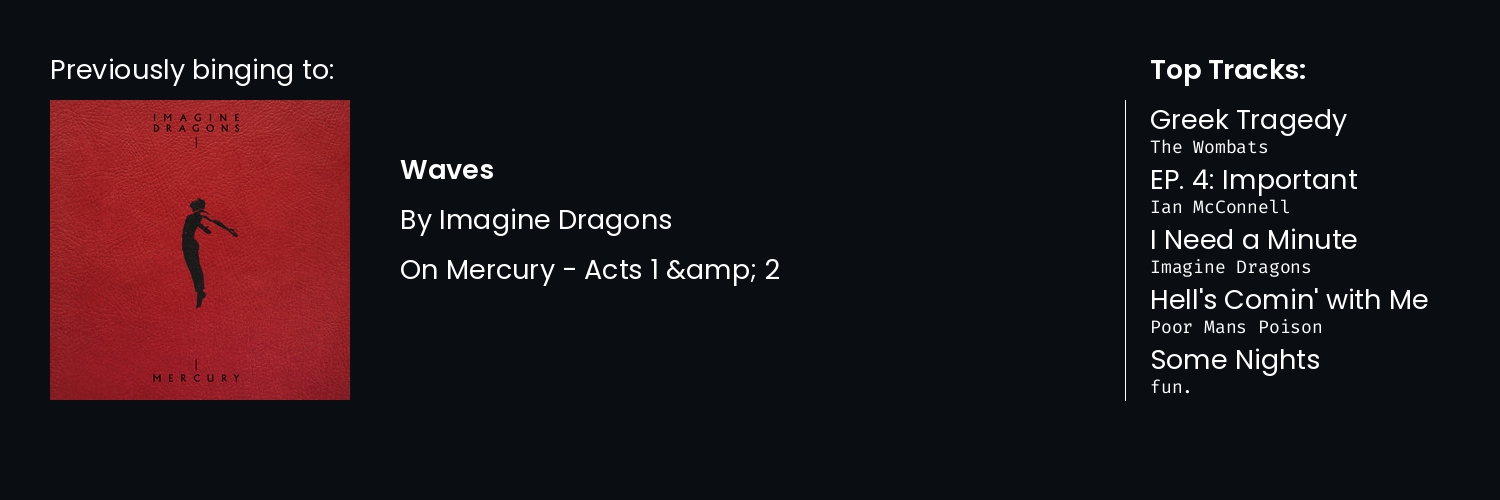 Previously binging to:
IMAGINE
DRAGONS
MERCURY
Waves
By Imagine Dragons
On Mercury - Acts 1 &amp; 2
Top Tracks:
Greek Tragedy
The Wombats
EP. 4: Important
Ian McConnell
I Need a Minute
Imagine Dragons
Hell's Comin' with Me
Poor Mans Poison
Some Nights
fun.